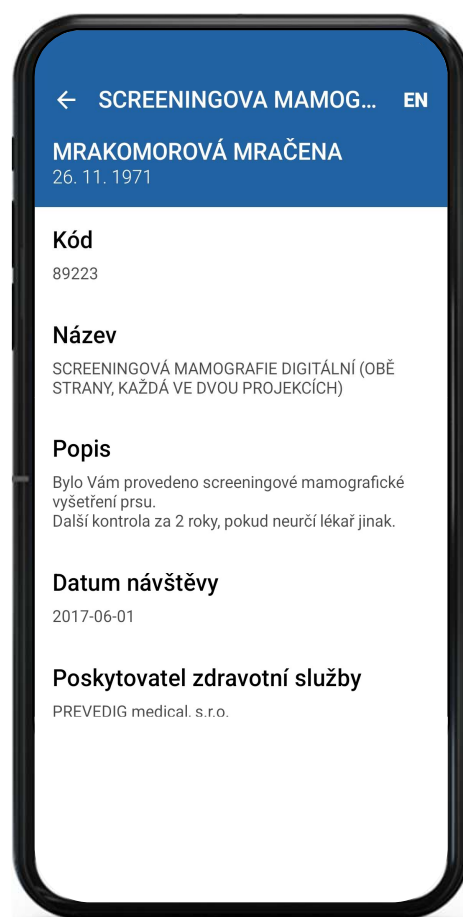 ← SCREENINGOVA MAMOG... EN
MRAKOMOROVÁ MRAČENA
26. 11. 1971
Kód
89223
Název
SCREENINGOVÁ MAMOGRAFIE DIGITÁLNÍ (OBĚ
STRANY, KAŽDÁ VE DVOU PROJEKCÍCH)
Popis
Bylo Vám provedeno screeningové mamografické
vyšetření prsu.
Další kontrola za 2 roky, pokud neurčí lékař jinak.
Datum návštěvy
2017-06-01
Poskytovatel zdravotní služby
PREVEDIG medical, s.r.o.